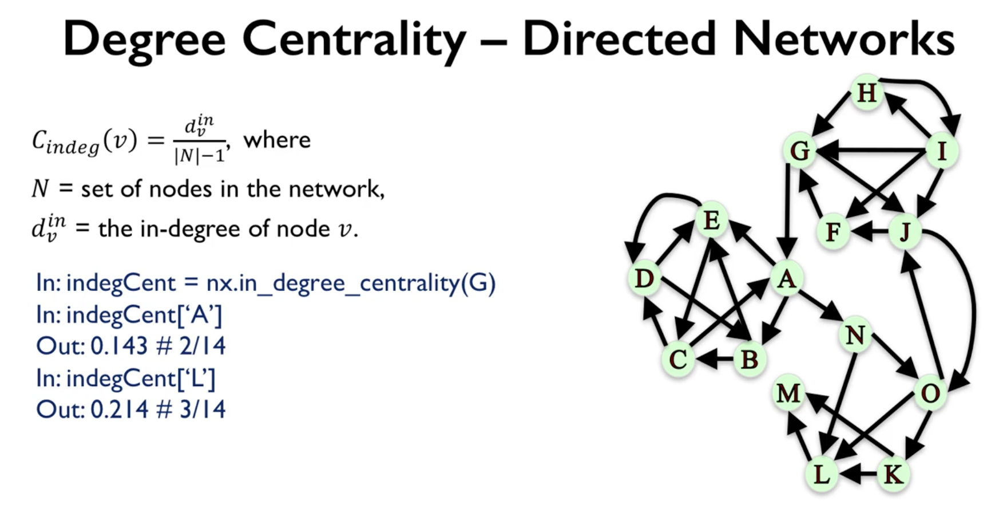 Degree Centrality – Directed Networks
C_{indeg}(v) = \frac{d_v^{in}}{|N|-1}, where
N = set of nodes in the network,
d_v^{in} = the in-degree of node v.
In: indegCent = nx.in_degree_centrality(G)
In: indegCent[‘A’]
Out: 0.143 # 2/14
In: indegCent[‘L’]
Out: 0.214 # 3/14
H
G
I
E
F
J
D
A
N
C
B
M
O
L
K